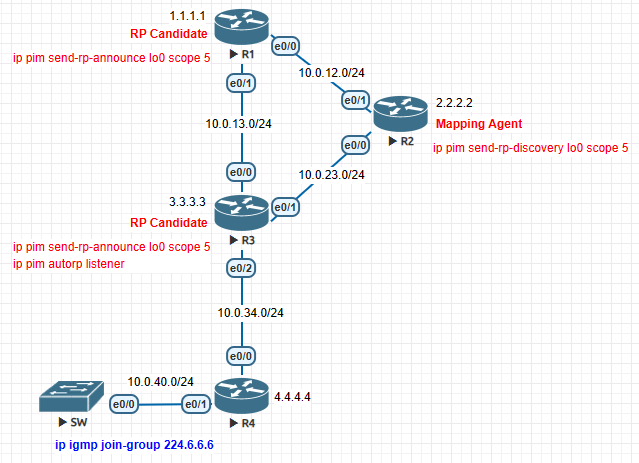 1.1.1.1
RP Candidate
ip pim send-rp-announce lo0 scope 5
R1
e0/0
e0/1
10.0.12.0/24
e0/1
2.2.2.2
Mapping Agent
R2
ip pim send-rp-discovery lo0 scope 5
e0/0
10.0.13.0/24
10.0.23.0/24
e0/0
3.3.3.3
e0/1
RP Candidate
R3
ip pim send-rp-announce lo0 scope 5
ip pim autorp listener
e0/2
10.0.34.0/24
e0/0
10.0.40.0/24
4.4.4.4
e0/0
e0/1
SW
R4
ip igmp join-group 224.6.6.6